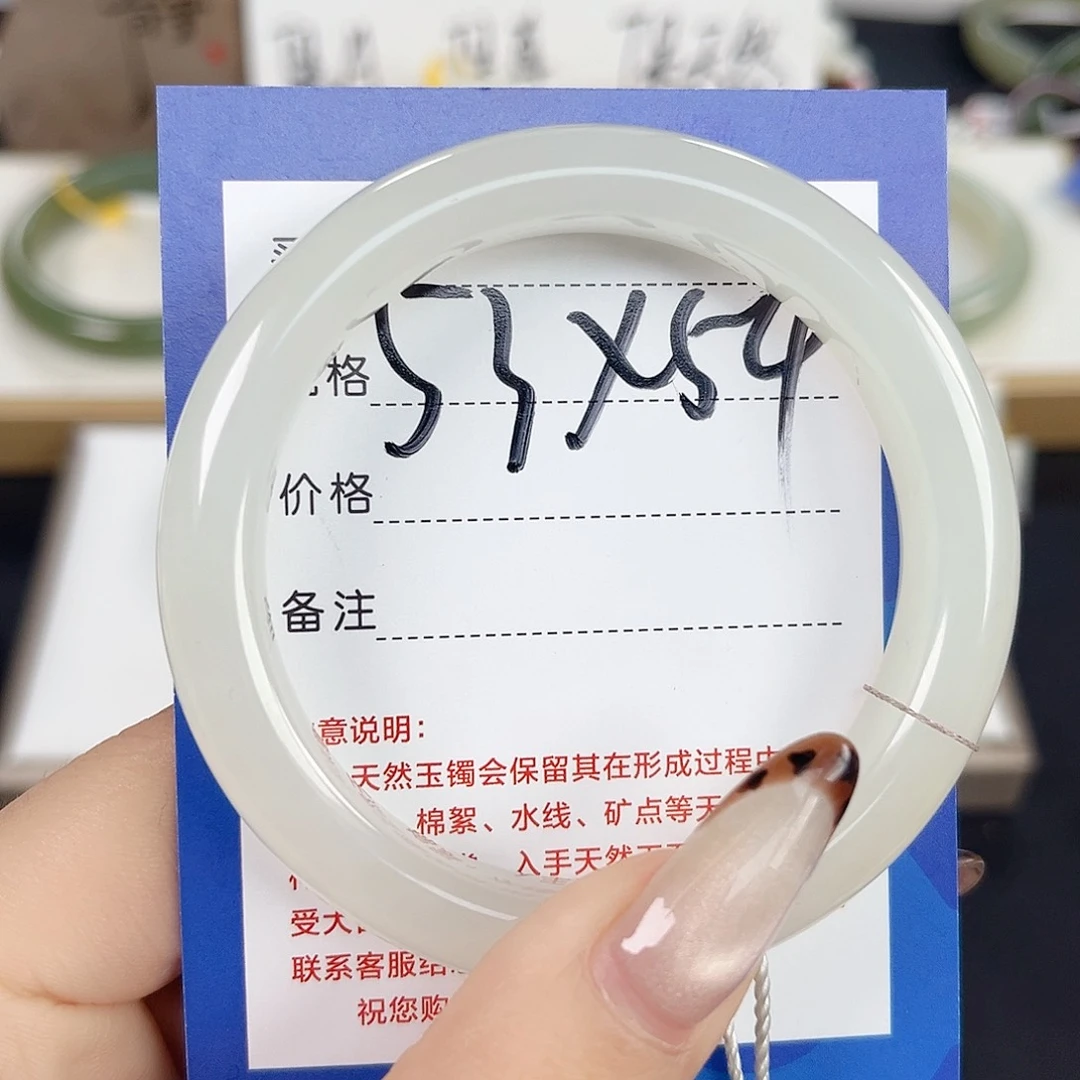 格 53X54
价格
备注
意说明：
天然玉镯会保留其在形成过程中
棉絮、水线、矿点等天
入手天然玉
受大
联系客服给
祝您购